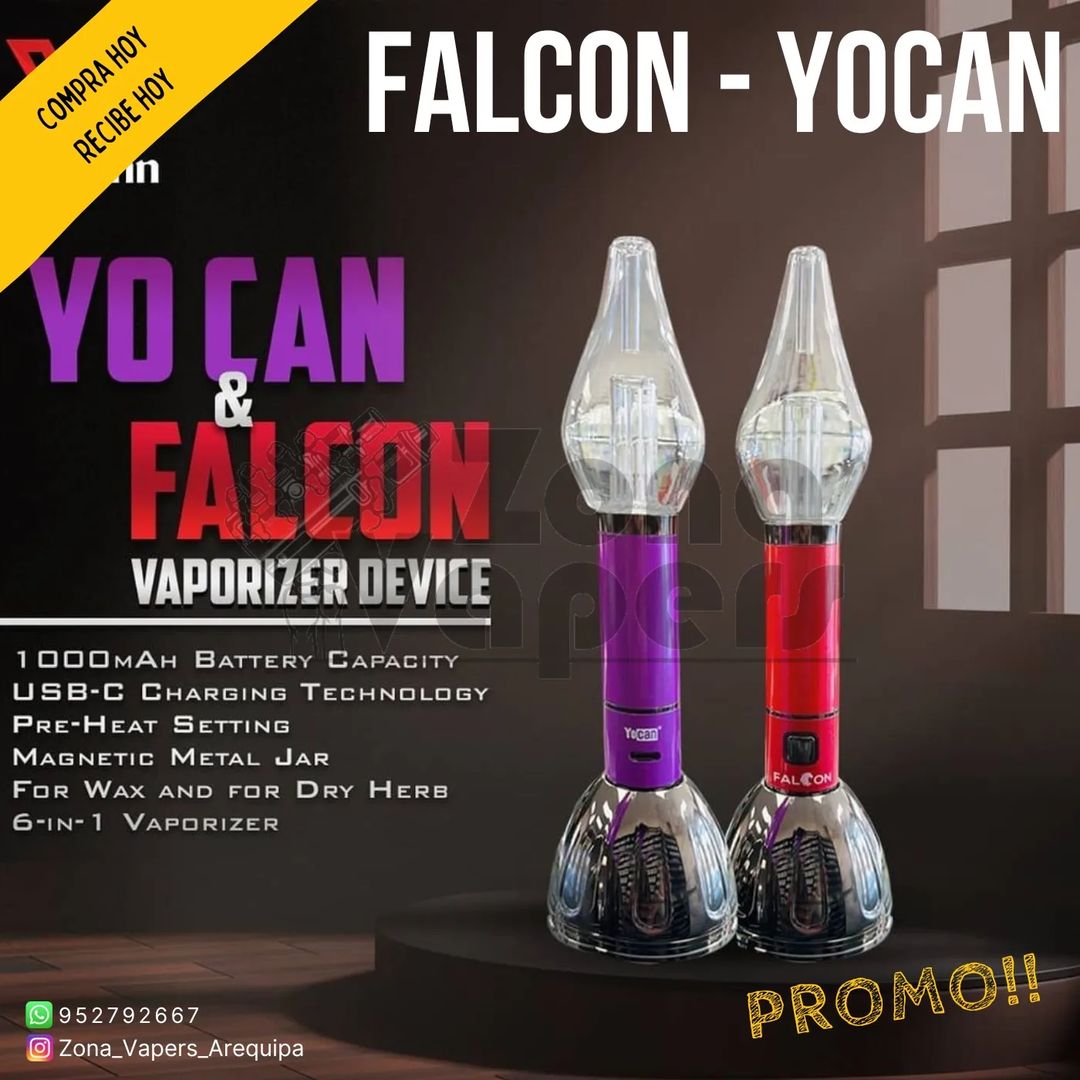 COMPRA HOY
RECIBE HOY
FALCON - YOCAN
YO CAN
&
FALCON
VAPORIZER DEVICE
1000mAh Battery Capacity
USB-C Charging Technology
Pre-Heat Setting
Magnetic Metal Jar
For Wax and for Dry Herb
6-in-1 Vaporizer
Zona
Vapers
Yocan®
FALCON
PROMO!!
952792667
Zona_Vapers_Arequipa